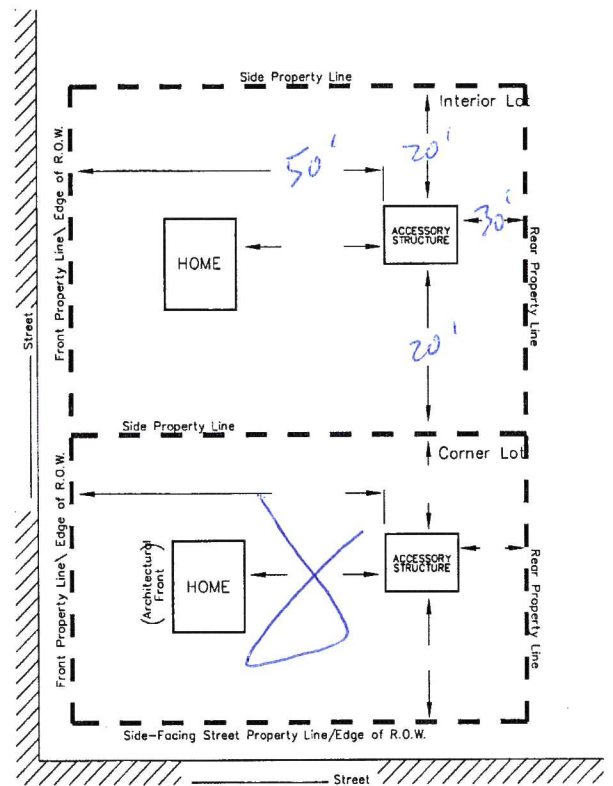 Side Property Line
Interior Lot
Front Property Line\ Edge of R.O.W.
50'
20'
ACCESSORY
STRUCTURE
30'
HOME
Rear Property Line
Street
20'
Side Property Line
Corner Lot
Front Property Line\ Edge of R.O.W.
(Architectural
Front)
HOME
ACCESSORY
STRUCTURE
Rear Property Line
Side-Facing Street Property Line/Edge of R.O.W.
Street